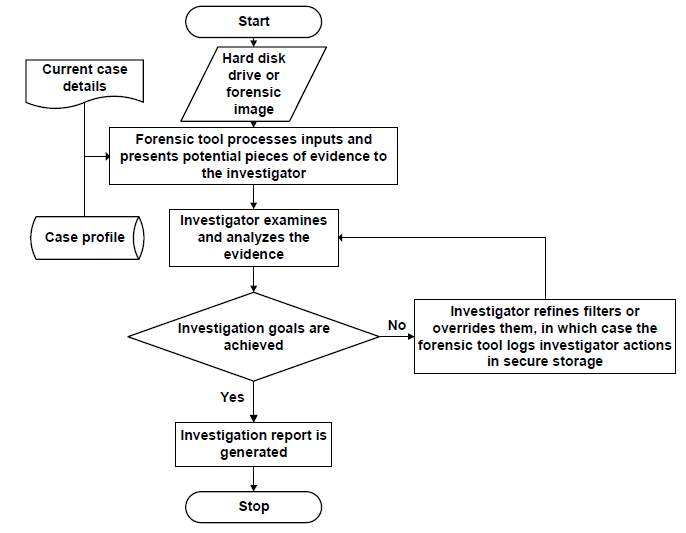 Start
Hard disk
drive or
forensic
image
Current case
details
Forensic tool processes inputs and
presents potential pieces of evidence to
the investigator
Case profile
Investigator examines
and analyzes the
evidence
Investigation goals are
achieved
No
Investigator refines filters or
overrides them, in which case the
forensic tool logs investigator actions
in secure storage
Yes
Investigation report is
generated
Stop